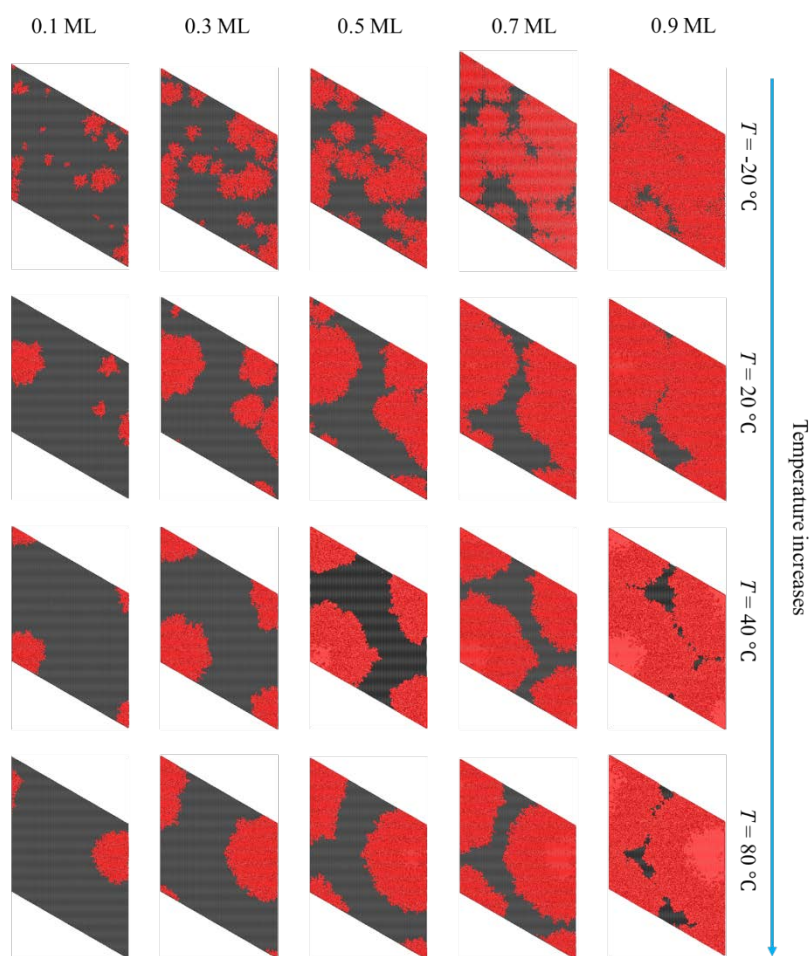 0.1 ML
0.3 ML
0.5 ML
0.7 ML
0.9 ML
T = -20 °C
T = 20 °C
T = 40 °C
T = 80 °C
Temperature increases